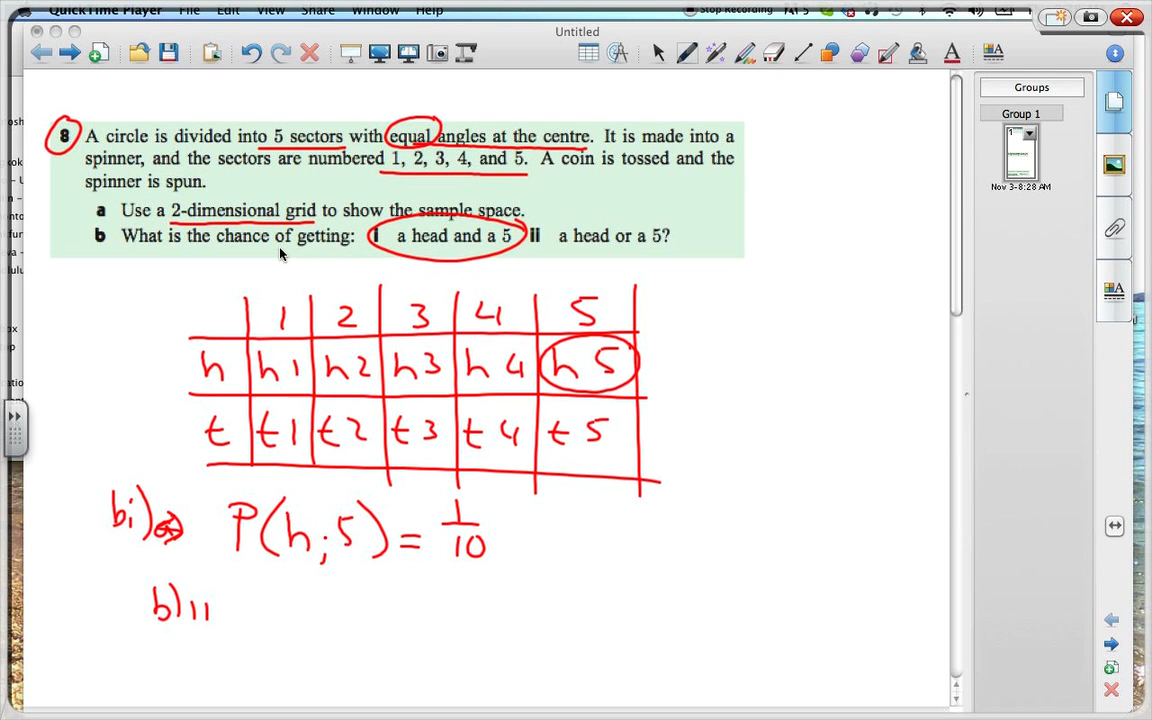 QuickTime Player File Edit View Share Window Help
Stop Recording
Untitled
8 A circle is divided into 5 sectors with equal angles at the centre. It is made into a
spinner, and the sectors are numbered 1, 2, 3, 4, and 5. A coin is tossed and the
spinner is spun.
a Use a 2-dimensional grid to show the sample space.
b What is the chance of getting: i a head and a 5 ii a head or a 5?
1 2 3 4 5
h h1 h2 h3 h4 h5
t t1 t2 t3 t4 t5
bi) P(h;5) = 1/10
b)ii
Groups
Group 1
1
Nov 3-8:28 AM